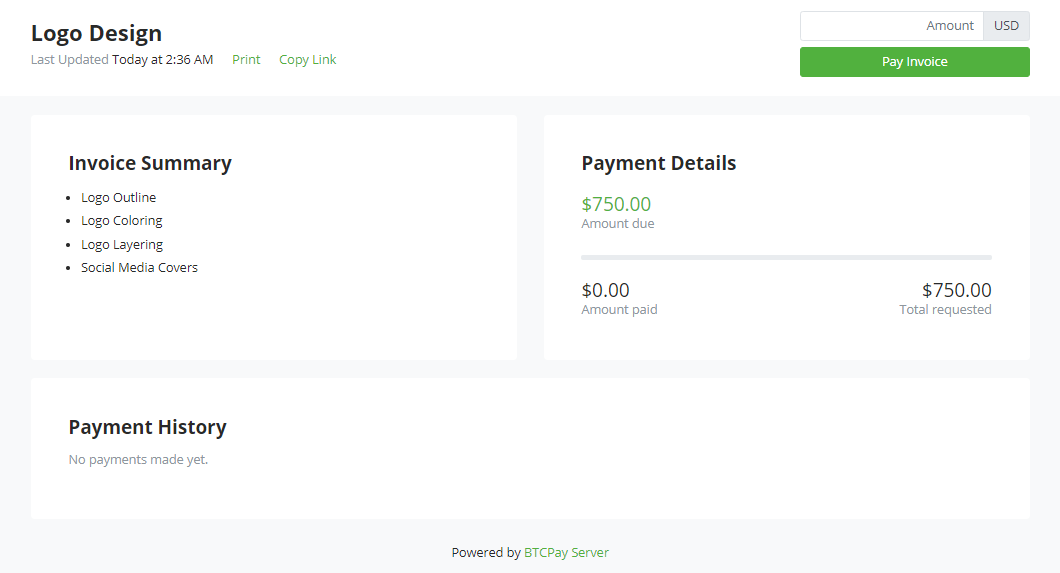 Logo Design
Last Updated Today at 2:36 AM Print Copy Link
Amount USD
Pay Invoice
Invoice Summary
Logo Outline
Logo Coloring
Logo Layering
Social Media Covers
Payment Details
$750.00
Amount due
$0.00 $750.00
Amount paid Total requested
Payment History
No payments made yet.
Powered by BTCPay Server